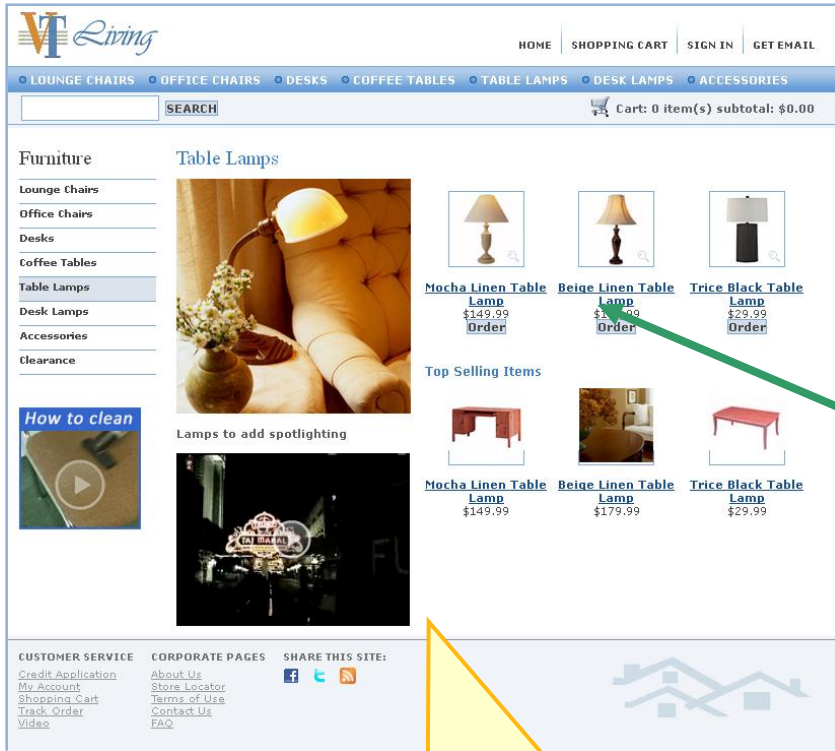 VT Living
HOME SHOPPING CART SIGN IN GET EMAIL
LOUNGE CHAIRS OFFICE CHAIRS DESKS COFFEE TABLES TABLE LAMPS DESK LAMPS ACCESSORIES
SEARCH
Cart: 0 item(s) subtotal: $0.00
Furniture
Lounge Chairs
Office Chairs
Desks
Coffee Tables
Table Lamps
Desk Lamps
Accessories
Clearance
How to clean
Table Lamps
Lamps to add spotlighting
TAJ MAHAL
Mocha Linen Table
Lamp
$149.99
Order
Beige Linen Table
Lamp
Order
Trice Black Table
Lamp
$29.99
Order
Top Selling Items
Mocha Linen Table
Lamp
$149.99
Beige Linen Table
Lamp
$179.99
Trice Black Table
Lamp
$29.99
CUSTOMER SERVICE
Credit Application
My Account
Shopping Cart
Track Order
Video
CORPORATE PAGES
About Us
Store Locator
Terms of Use
Contact Us
FAQ
SHARE THIS SITE: